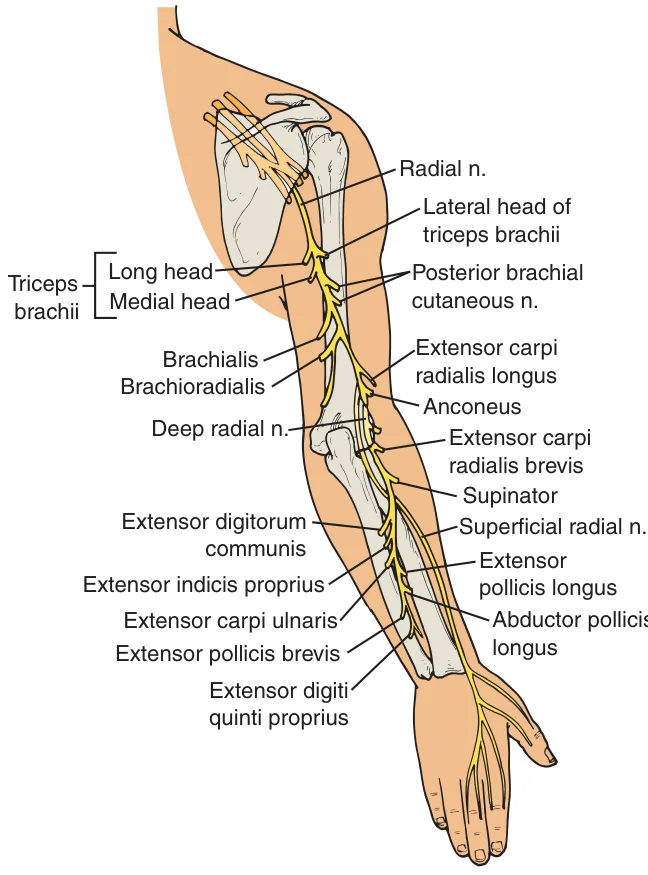 Radial n.
Lateral head of
triceps brachii
Triceps
brachii
Long head
Medial head
Posterior brachial
cutaneous n.
Brachialis
Brachioradialis
Extensor carpi
radialis longus
Anconeus
Deep radial n.
Extensor carpi
radialis brevis
Supinator
Extensor digitorum
communis
Superficial radial n.
Extensor indicis proprius
Extensor
pollicis longus
Extensor carpi ulnaris
Abductor pollicis
longus
Extensor pollicis brevis
Extensor digiti
quinti proprius